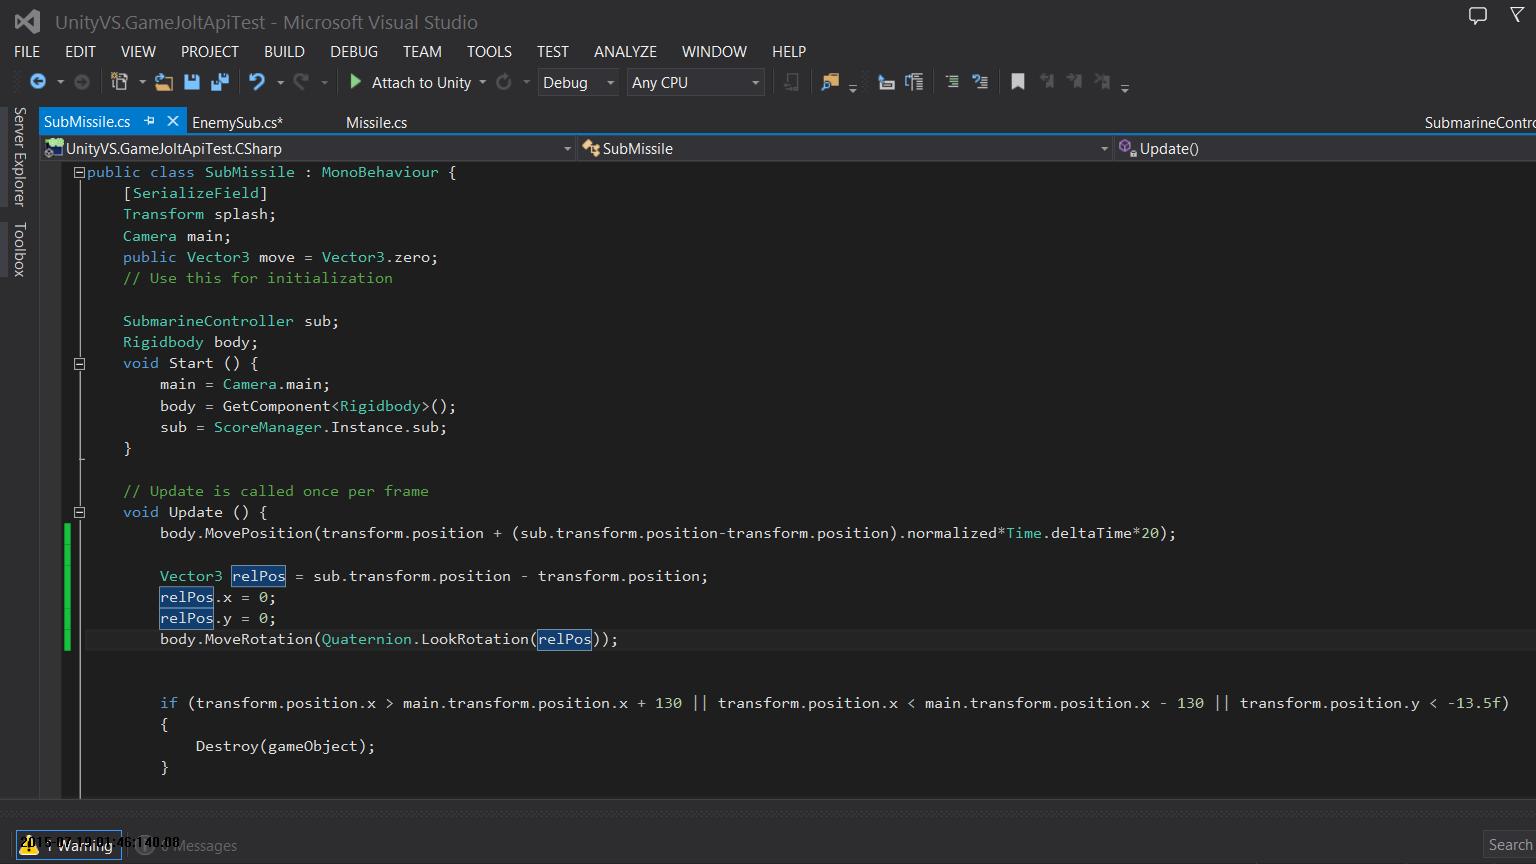 UnityVS.GameJoltApiTest - Microsoft Visual Studio
FILE EDIT VIEW PROJECT BUILD DEBUG TEAM TOOLS TEST ANALYZE WINDOW HELP
Attach to Unity Debug Any CPU
Server Explorer
Toolbox
SubMissile.cs EnemySub.cs* Missile.cs SubmarineContro
UnityVS.GameJoltApiTest.CSharp SubMissile Update()
public class SubMissile : MonoBehaviour {
[SerializeField]
Transform splash;
Camera main;
public Vector3 move = Vector3.zero;
// Use this for initialization
SubmarineController sub;
Rigidbody body;
void Start () {
main = Camera.main;
body = GetComponent<Rigidbody>();
sub = ScoreManager.Instance.sub;
}
// Update is called once per frame
void Update () {
body.MovePosition(transform.position + (sub.transform.position-transform.position).normalized*Time.deltaTime*20);
Vector3 relPos = sub.transform.position - transform.position;
relPos.x = 0;
relPos.y = 0;
body.MoveRotation(Quaternion.LookRotation(relPos));
if (transform.position.x > main.transform.position.x + 130 || transform.position.x < main.transform.position.x - 130 || transform.position.y < -13.5f)
{
Destroy(gameObject);
}
1 Warning 0 Messages
Search